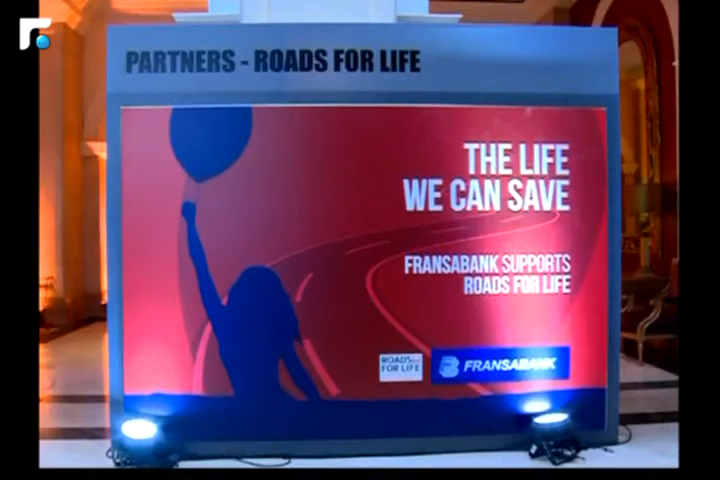 PARTNERS - ROADS FOR LIFE
THE LIFE
WE CAN SAVE
FRANSABANK SUPPORTS
ROADS FOR LIFE
ROADS
FOR LIFE
FRANSABANK